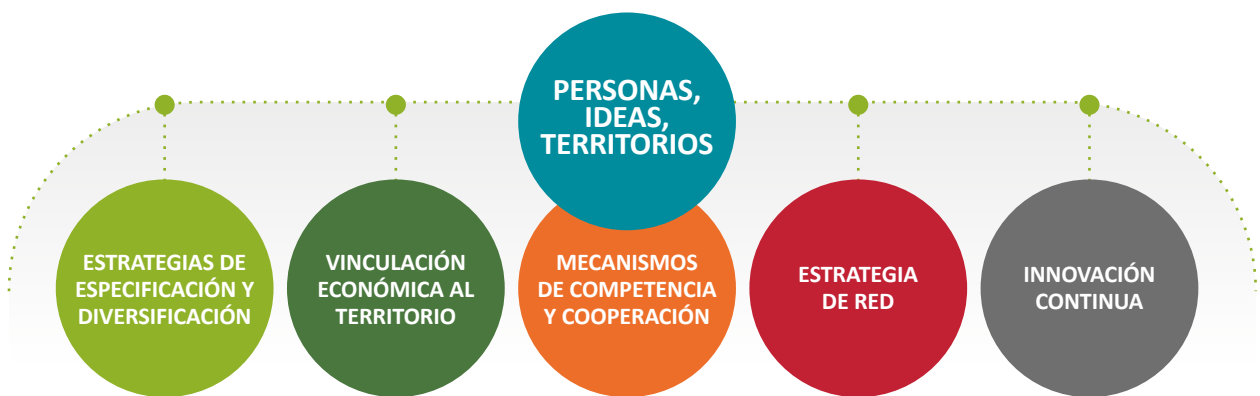 PERSONAS,
IDEAS,
TERRITORIOS
ESTRATEGIAS DE
ESPECIFICACIÓN Y
DIVERSIFICACIÓN
VINCULACIÓN
ECONÓMICA AL
TERRITORIO
MECANISMOS
DE COMPETENCIA
Y COOPERACIÓN
ESTRATEGIA
DE RED
INNOVACIÓN
CONTINUA